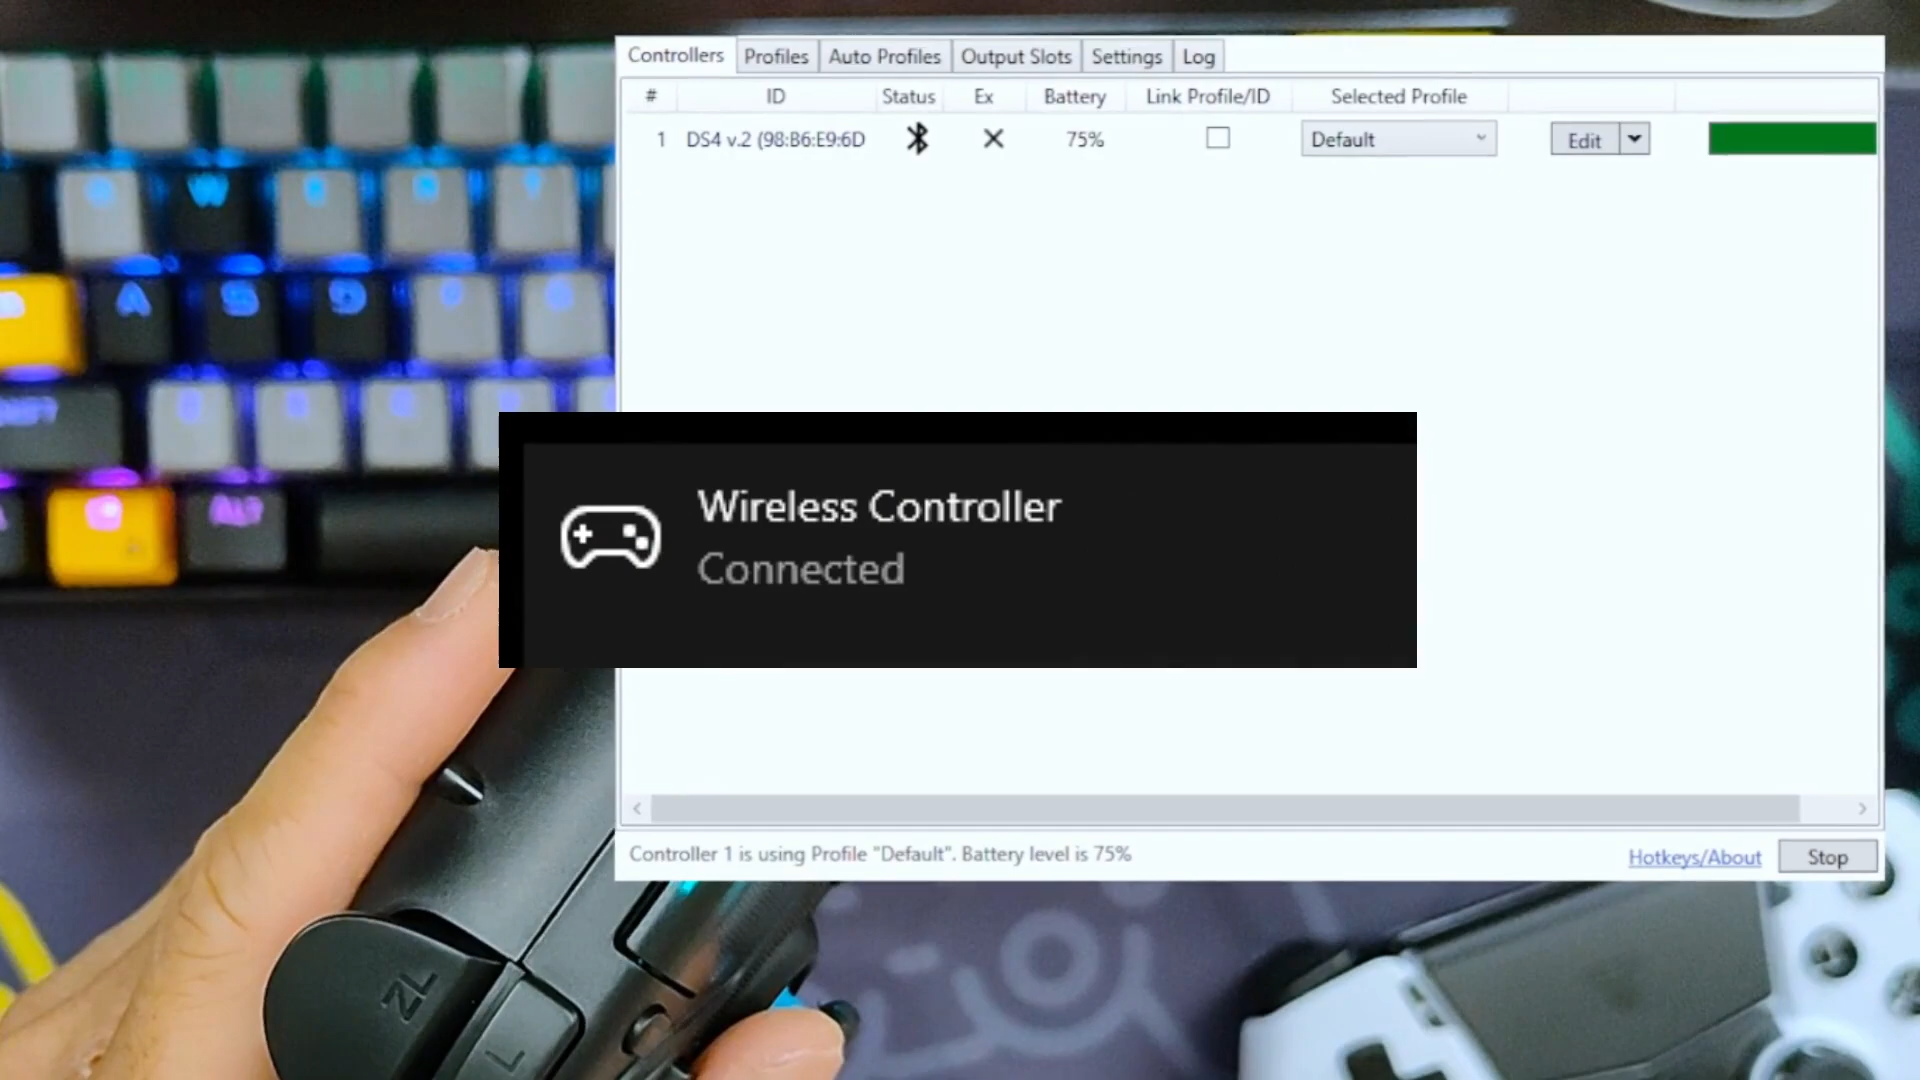 Controllers Profiles Auto Profiles Output Slots Settings Log
# ID Status Ex Battery Link Profile/ID Selected Profile
1 DS4 v.2 (98:B6:E9:6D 75% Default Edit
Wireless Controller
Connected
Controller 1 is using Profile "Default". Battery level is 75%
Hotkeys/About Stop
W
A S D
ALT
ZL
L